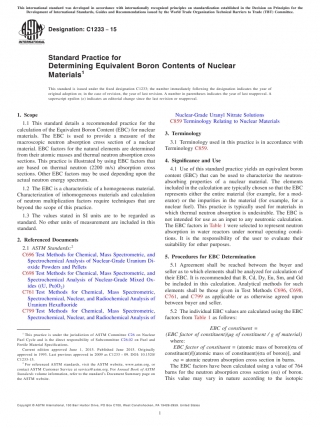 This international standard was developed in accordance with internationally recognized principles on standardization established in the Decision on Principles for the
Development of International Standards, Guides and Recommendations issued by the World Trade Organization Technical Barriers to Trade (TBT) Committee.
Designation: C1233 − 15
INTERNATIONAL
Standard Practice for
Determining Equivalent Boron Contents of Nuclear
Materials¹
This standard is issued under the fixed designation C1233; the number immediately following the designation indicates the year of
original adoption or, in the case of revision, the year of last revision. A number in parentheses indicates the year of last reapproval. A
superscript epsilon (ε) indicates an editorial change since the last revision or reapproval.
1. Scope
1.1 This standard details a recommended practice for the
calculation of the Equivalent Boron Content (EBC) for nuclear
materials. The EBC is used to provide a measure of the
macroscopic neutron absorption cross section of a nuclear
material. EBC factors for the natural elements are determined
from their atomic masses and thermal neutron absorption cross
sections. This practice is illustrated by using EBC factors that
are based on thermal neutron (2200 m/s) absorption cross
sections. Other EBC factors may be used depending upon the
actual neutron energy spectrum.
1.2 The EBC is a characteristic of a homogeneous material.
Characterization of inhomogeneous materials and calculation
of neutron multiplication factors require techniques that are
beyond the scope of this practice.
1.3 The values stated in SI units are to be regarded as
standard. No other units of measurement are included in this
standard.
2. Referenced Documents
2.1 ASTM Standards:²
C696 Test Methods for Chemical, Mass Spectrometric, and
Spectrochemical Analysis of Nuclear-Grade Uranium Di-
oxide Powders and Pellets
C698 Test Methods for Chemical, Mass Spectrometric, and
Spectrochemical Analysis of Nuclear-Grade Mixed Ox-
ides ((U, Pu)O₂)
C761 Test Methods for Chemical, Mass Spectrometric,
Spectrochemical, Nuclear, and Radiochemical Analysis of
Uranium Hexafluoride
C799 Test Methods for Chemical, Mass Spectrometric,
Spectrochemical, Nuclear, and Radiochemical Analysis of
¹ This practice is under the jurisdiction of ASTM Committee C26 on Nuclear
Fuel Cycle and is the direct responsibility of Subcommittee C26.02 on Fuel and
Fertile Material Specifications.
Current edition approved June 1, 2015. Published June 2015. Originally
approved in
² For referenced ASTM standards, visit the ASTM website, www.astm.org, or
contact ASTM Customer Service at service@astm.org. For Annual Book of ASTM
Standards volume information, refer to the standard's Document Summary page on
the ASTM website.
Nuclear-Grade Uranyl Nitrate Solutions
C859 Terminology Relating to Nuclear Materials
3. Terminology
3.1 Terminology used in this practice is in accordance with
Terminology C859.
4. Significance and Use
4.1 Use of this standard practice yields an equivalent boron
content (EBC) that can be used to characterize the neutron-
absorbing properties of a nuclear material. The elements
included in the calculation are typically chosen so that the EBC
represents either the entire material (for example, for a mod-
erator) or the impurities in the material (for example, for a
nuclear fuel). This practice is typically used for materials in
which thermal neutron absorption is undesirable. The EBC is
not intended for use as an input to any neutronic calculation.
The EBC factors in Table 1 were selected to represent neutron
absorption in water reactors under normal operating condi-
tions. It is the responsibility of the user to evaluate their
suitability for other purposes.
5. Procedures for EBC Determination
5.1 Agreement shall be reached between the buyer and
seller as to which elements shall be analyzed for calculation of
their EBC. It is recommended that B, Cd, Dy, Eu, Sm, and Gd
be included in this calculation. Analytical methods for such
elements shall be those given in Test Methods C696, C698,
C761, and C799 as applicable or as otherwise agreed upon
between buyer and seller.
5.2 The individual EBC values are calculated using the EBC
factors from Table 1 as follows:
EBC of constituent =
(EBC factor of constituent)(µg of constituent / g of material)
where:
EBC factor of constituent = (atomic mass of boron)(σa of
constituent)/[(atomic mass of constituent)(σa of boron)], and
σa = atomic neutron absorption cross section in barns.
The EBC factors have been calculated using a value of 764
barns for the neutron absorption cross section (σa) of boron.
This value may vary in nature according to the isotopic
Copyright © ASTM International, 100 Barr Harbor Drive, PO Box C700, West Conshohocken, PA 19428-2959. United States
1